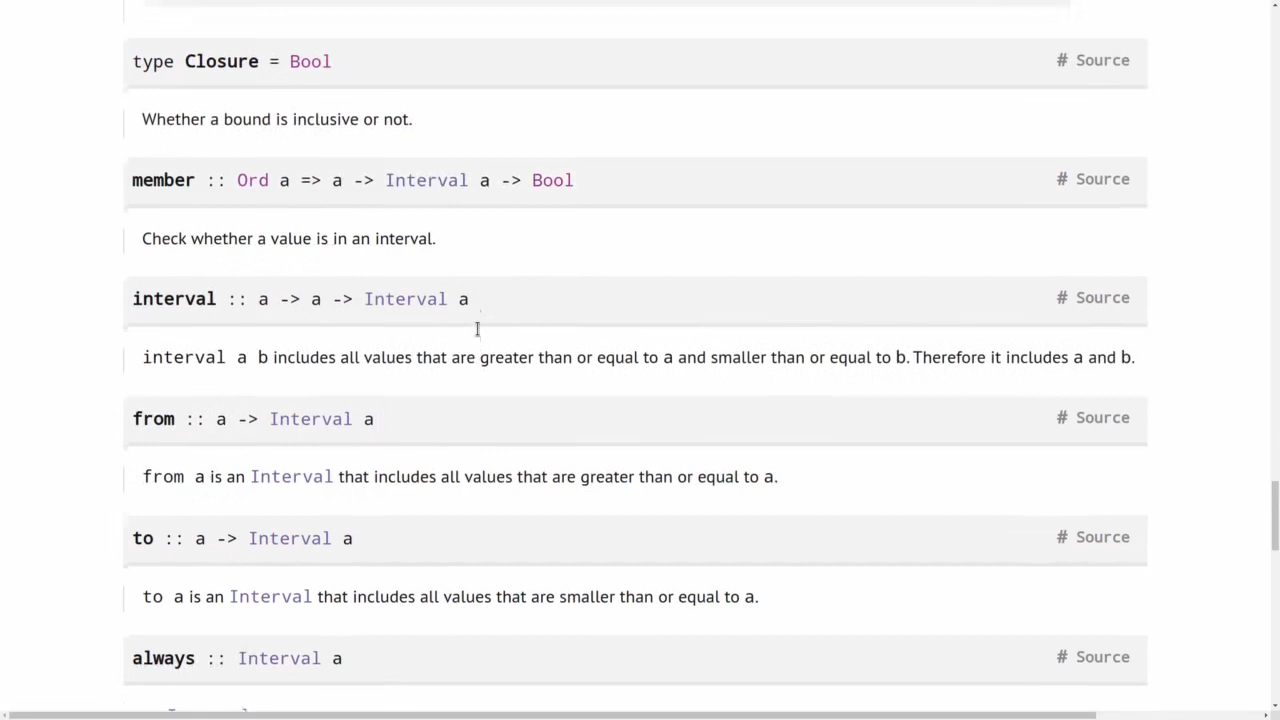 type Closure = Bool # Source
Whether a bound is inclusive or not.
member :: Ord a => a -> Interval a -> Bool # Source
Check whether a value is in an interval.
interval :: a -> a -> Interval a # Source
interval a b includes all values that are greater than or equal to a and smaller than or equal to b. Therefore it includes a and b.
from :: a -> Interval a # Source
from a is an Interval that includes all values that are greater than or equal to a.
to :: a -> Interval a # Source
to a is an Interval that includes all values that are smaller than or equal to a.
always :: Interval a # Source